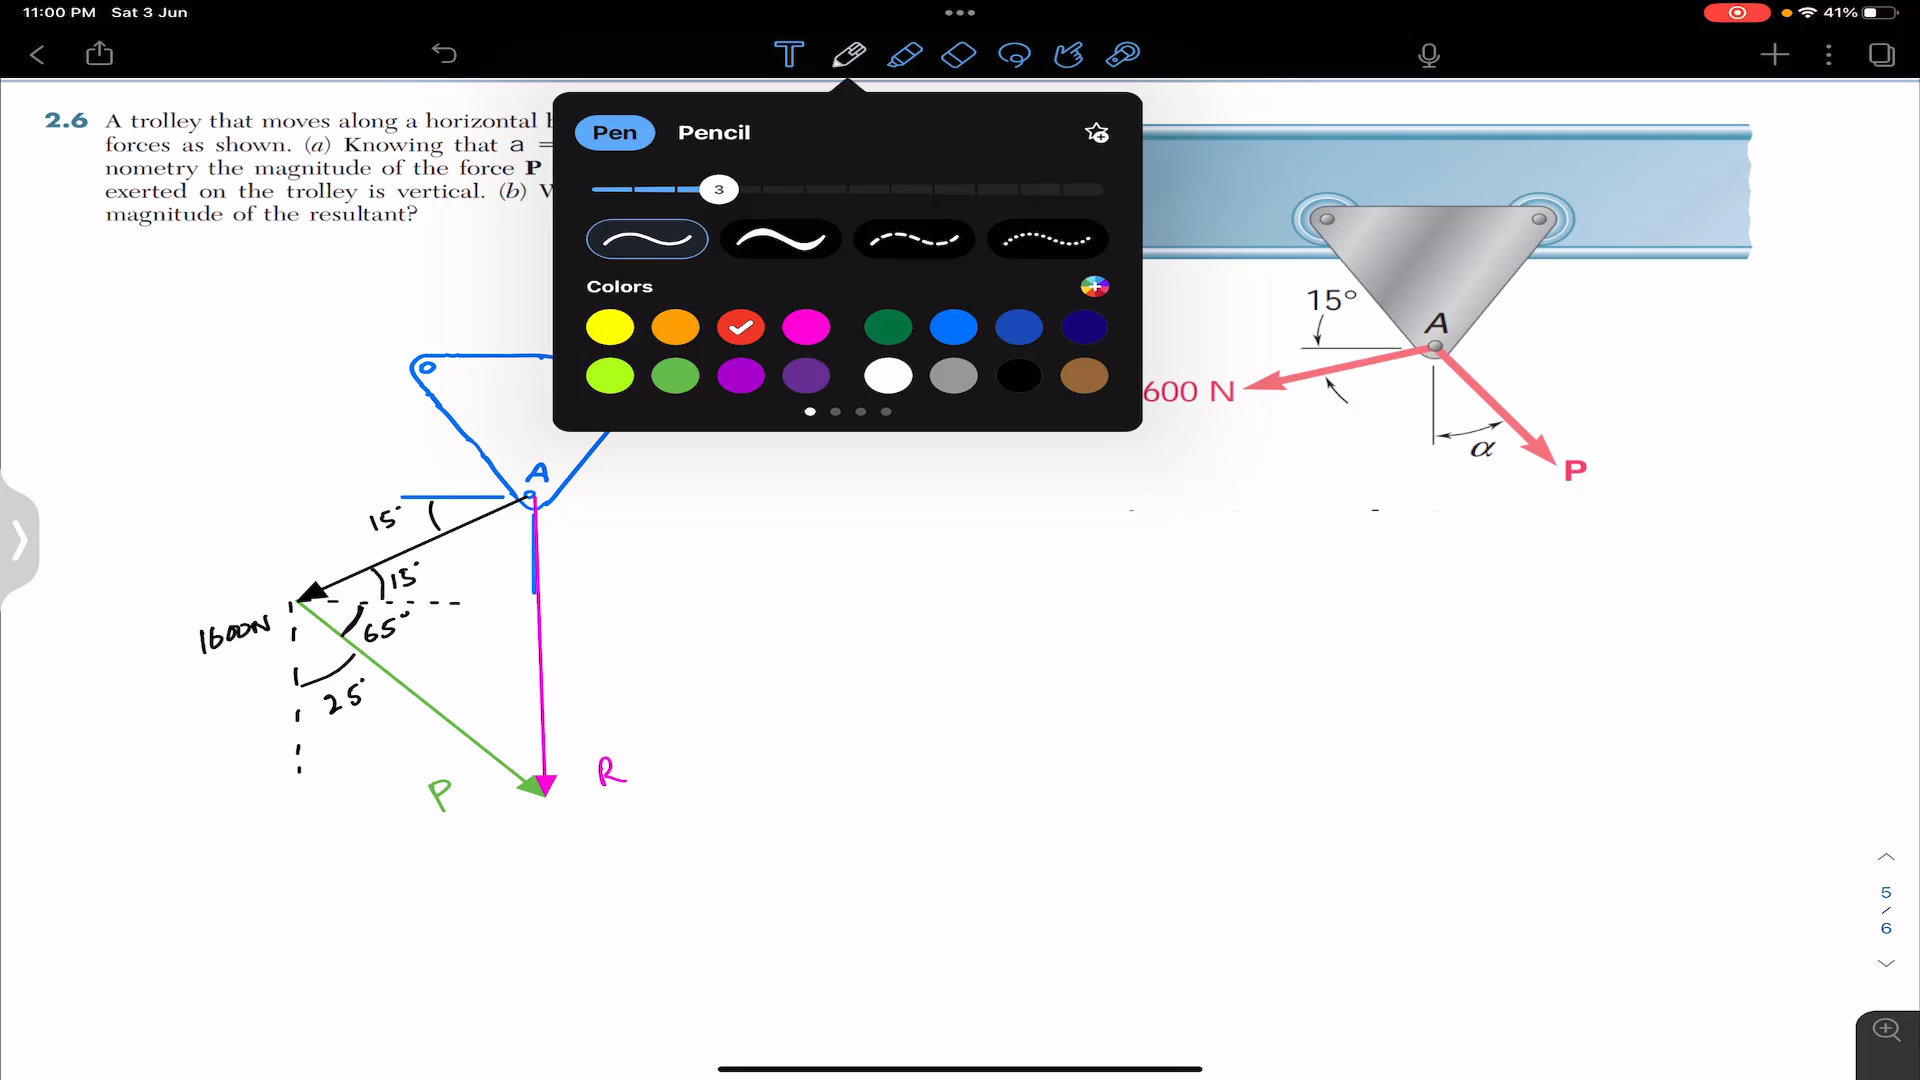 11:00 PM Sat 3 Jun
41%
T
Pen Pencil
3
Colors
2.6 A trolley that moves along a horizontal b
forces as shown. (a) Knowing that a =
nometry the magnitude of the force P
exerted on the trolley is vertical. (b) W
magnitude of the resultant?
15°
A
600 N
α
P
A
15°
15°
1600N
65°
25°
P
R
5
/
6